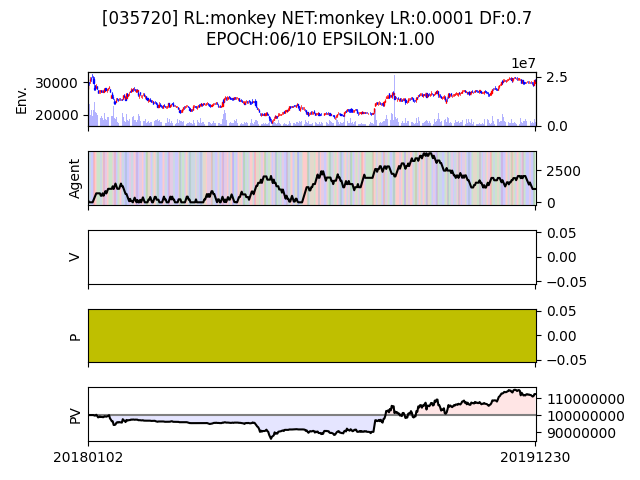 [035720] RL:monkey NET:monkey LR:0.0001 DF:0.7
EPOCH:06/10 EPSILON:1.00
1e7
30000
20000
Env.
2.5
0.0
Agent
2500
0
V
0.05
0.00
−0.05
P
0.05
0.00
−0.05
PV
110000000
100000000
90000000
20180102
20191230